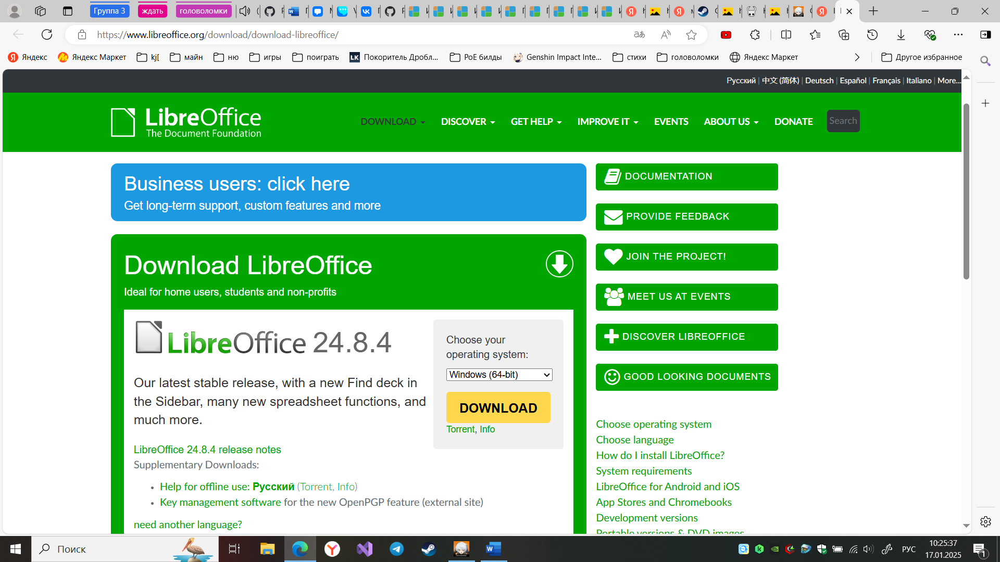 Группа 3
ждать
головоломки
https://www.libreoffice.org/download/download-libreoffice/
Яндекс
Яндекс Маркет
kj[
майн
ню
игры
поиграть
LK Покоритель Дробл...
PoE билды
Genshin Impact Inte...
стихи
головоломки
Яндекс Маркет
Другое избранное
Русский | 中文 (简体) | Deutsch | Español | Français | Italiano | More...
LibreOffice
The Document Foundation
DOWNLOAD
DISCOVER
GET HELP
IMPROVE IT
EVENTS
ABOUT US
DONATE
Search
Business users: click here
Get long-term support, custom features and more
Download LibreOffice
Ideal for home users, students and non-profits
LibreOffice 24.8.4
Our latest stable release, with a new Find deck in
the Sidebar, many new spreadsheet functions, and
much more.
LibreOffice 24.8.4 release notes
Supplementary Downloads:
Help for offline use: Русский (Torrent, Info)
Key management software for the new OpenPGP feature (external site)
need another language?
Choose your
operating system:
Windows (64-bit)
DOWNLOAD
Torrent, Info
DOCUMENTATION
PROVIDE FEEDBACK
JOIN THE PROJECT!
MEET US AT EVENTS
DISCOVER LIBREOFFICE
GOOD LOOKING DOCUMENTS
Choose operating system
Choose language
How do I install LibreOffice?
System requirements
LibreOffice for Android and iOS
App Stores and Chromebooks
Development versions
Portable versions & DVD images
Поиск
РУС
10:25:37
17.01.2025
1